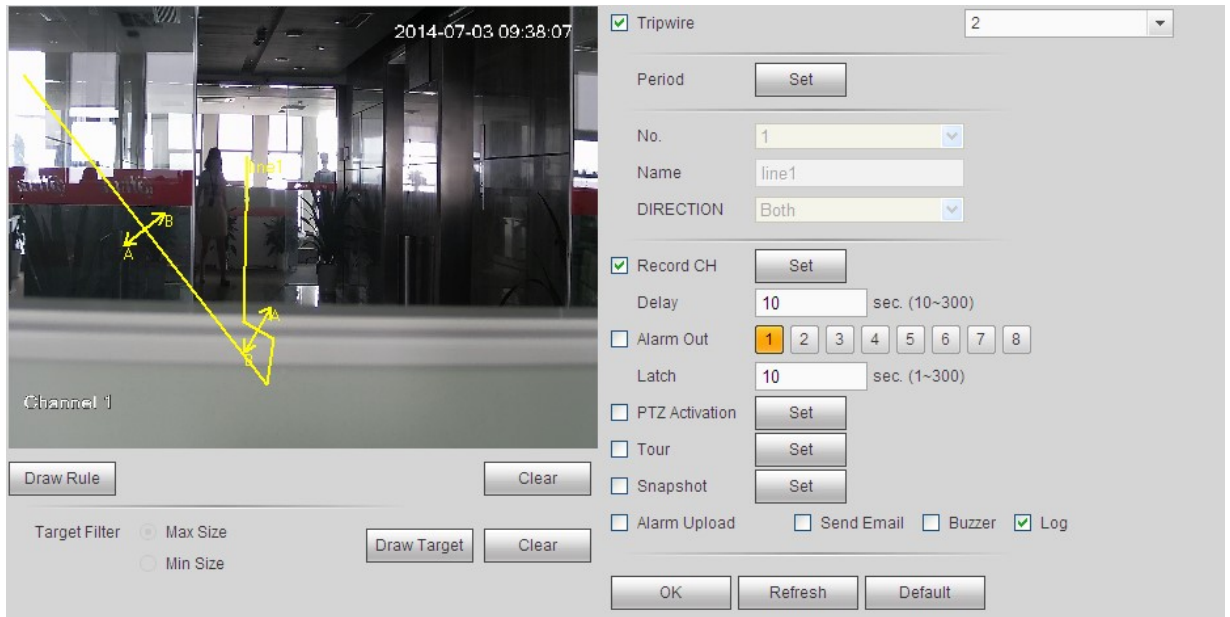 2014-07-03 09:38:07
line1
B
A
A
B
Channel 1
Draw Rule
Clear
Target Filter
Max Size
Min Size
Draw Target
Clear
Tripwire
2
Period
Set
No.
1
Name
line1
DIRECTION
Both
Record CH
Set
Delay
10
sec. (10~300)
Alarm Out
1 2 3 4 5 6 7 8
Latch
10
sec. (1~300)
PTZ Activation
Set
Tour
Set
Snapshot
Set
Alarm Upload
Send Email
Buzzer
Log
OK
Refresh
Default